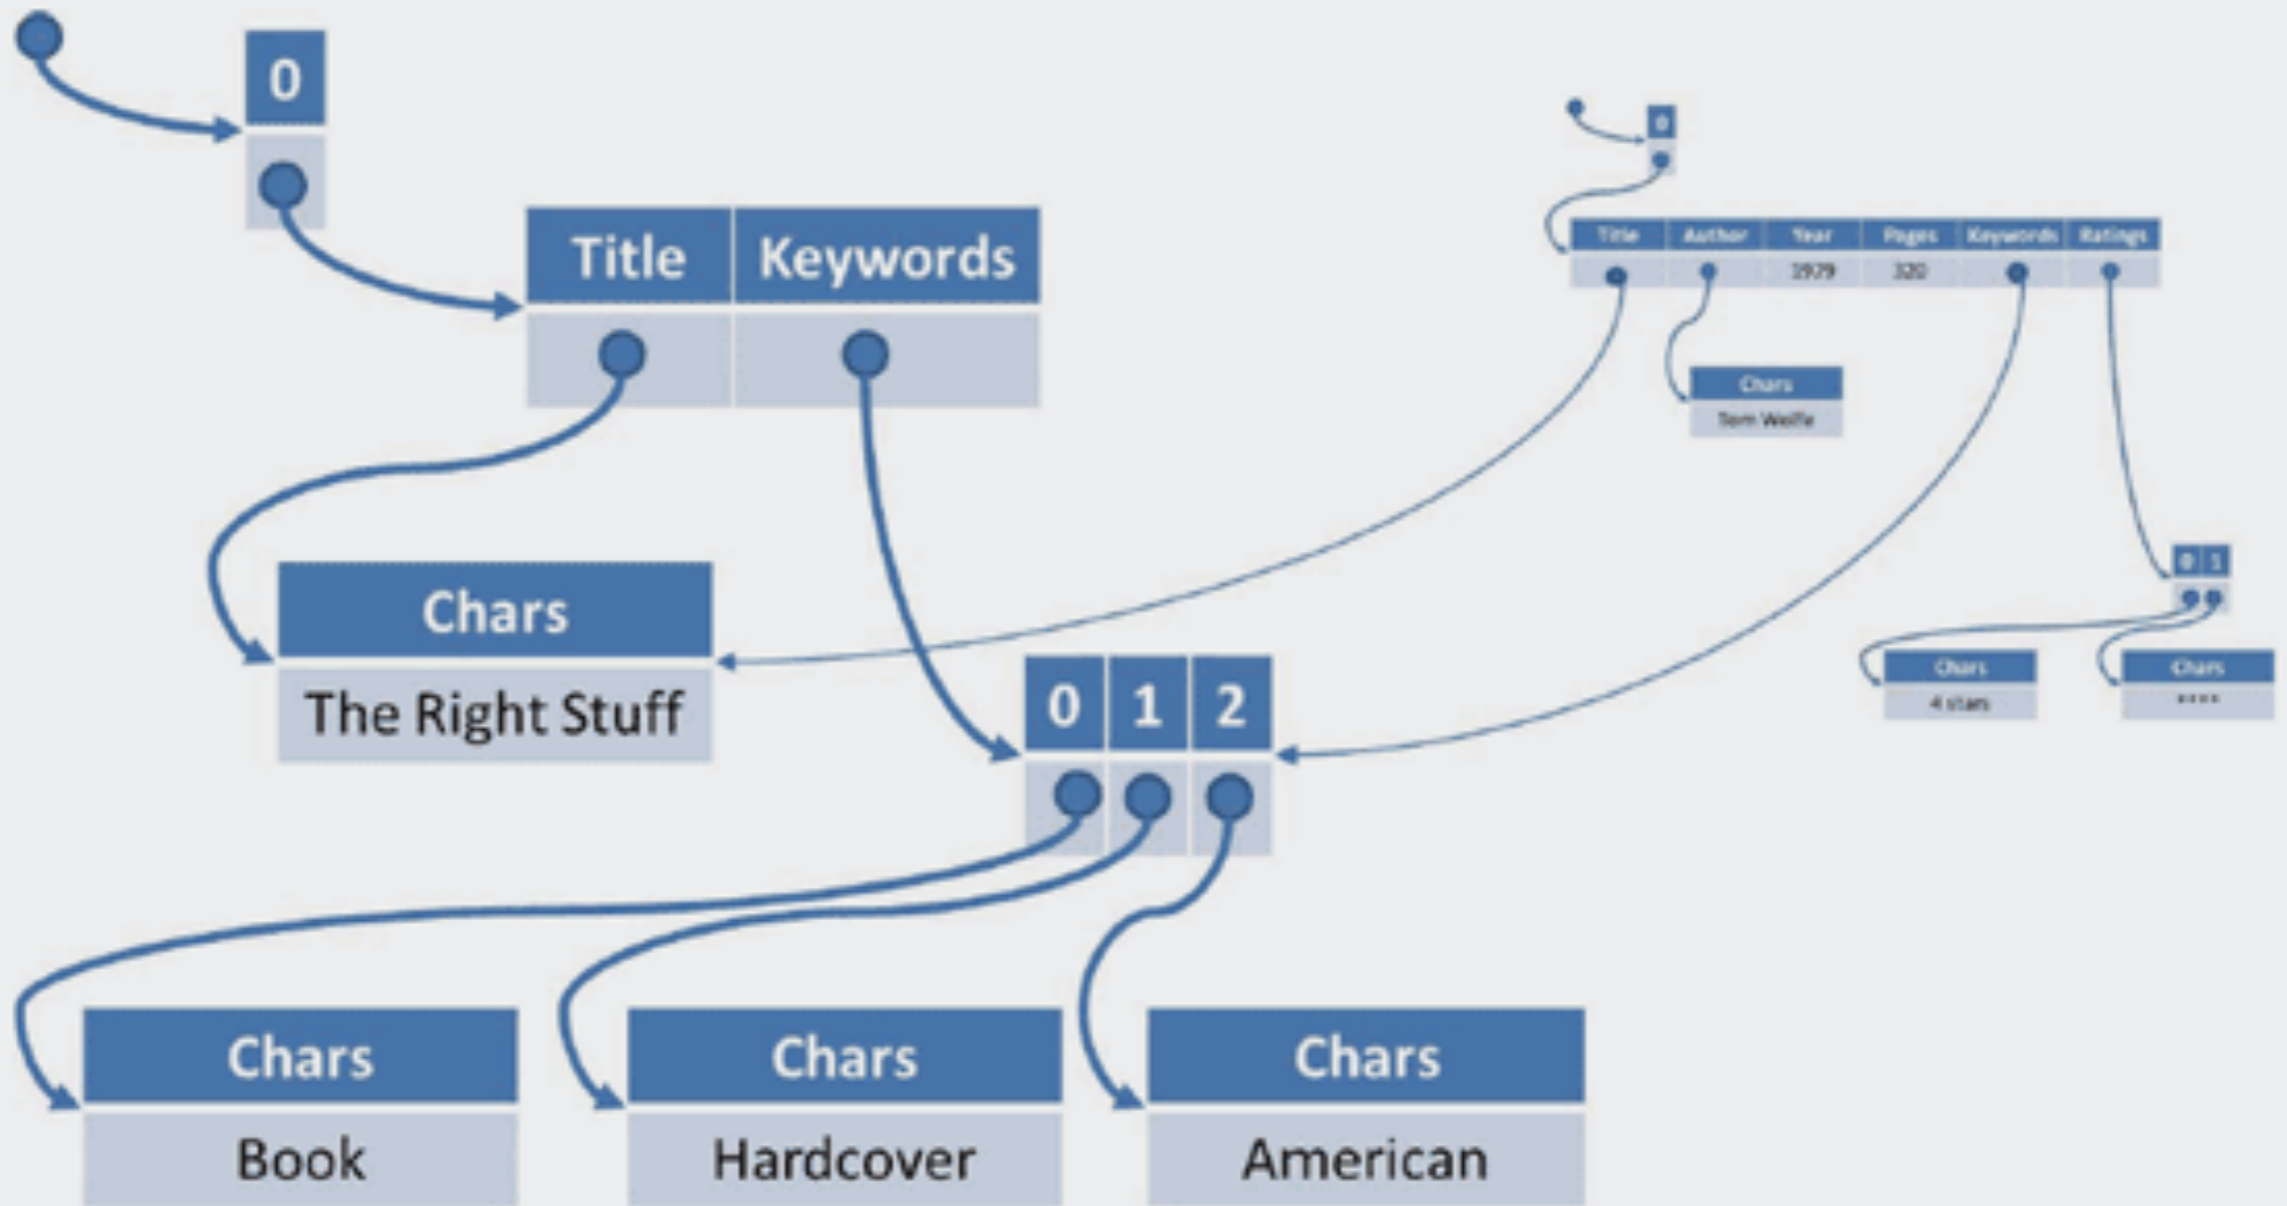 0
Title Keywords
Chars
The Right Stuff
0 1 2
Chars Chars Chars
Book Hardcover American
0
Title Author Year Pages Keywords Ratings
1979 320
Chars
Tom Wolfe
0 1
Chars Chars
4 stars ****